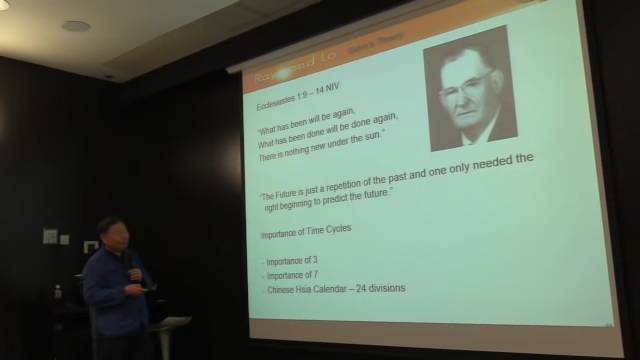 Gann's Theory
Ecclesiastes 1:9 – 14 NIV
"What has been will be again,
What has been done will be done again,
There is nothing new under the sun."
"The Future is just a repetition of the past and one only needed the
right beginning to predict the future."
Importance of Time Cycles
- Importance of 3
- Importance of 7
- Chinese Hsia Calendar – 24 divisions